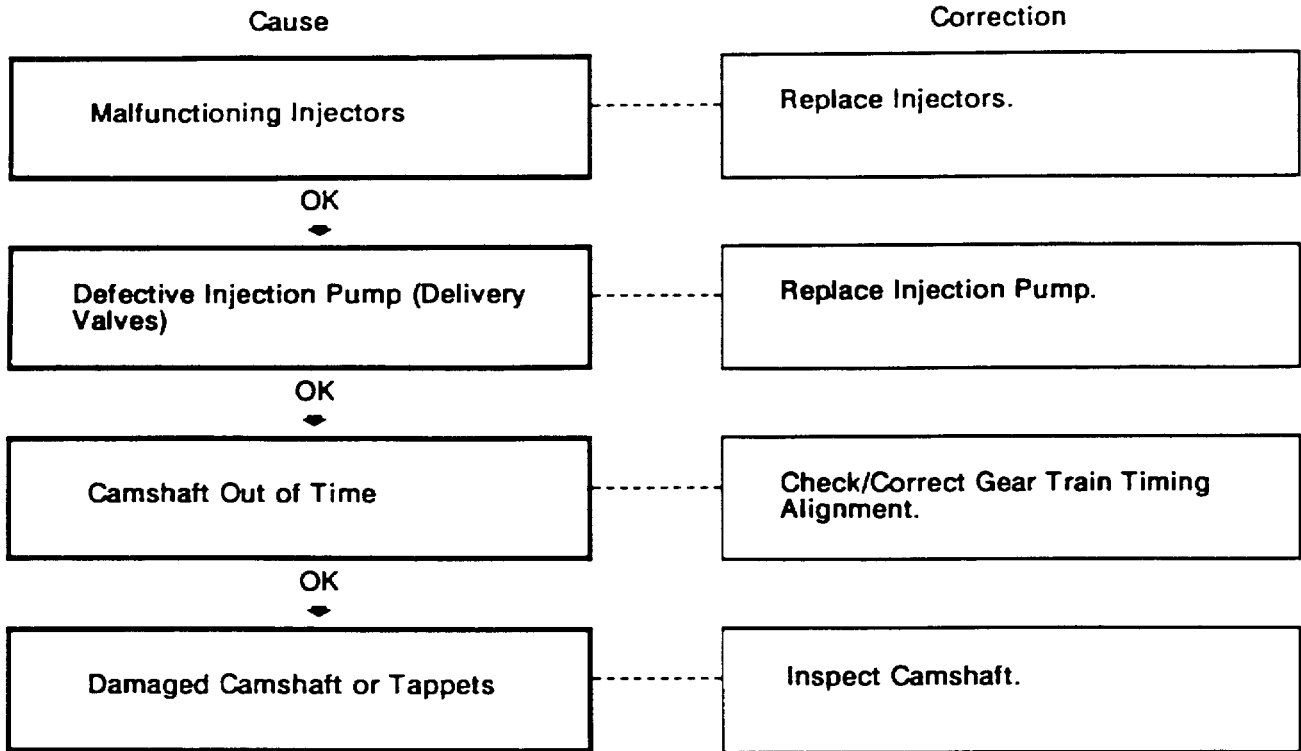 Cause
Correction
Malfunctioning Injectors
Replace Injectors.
OK
Defective Injection Pump (Delivery
Valves)
Replace Injection Pump.
OK
Camshaft Out of Time
Check/Correct Gear Train Timing
Alignment.
OK
Damaged Camshaft or Tappets
Inspect Camshaft.